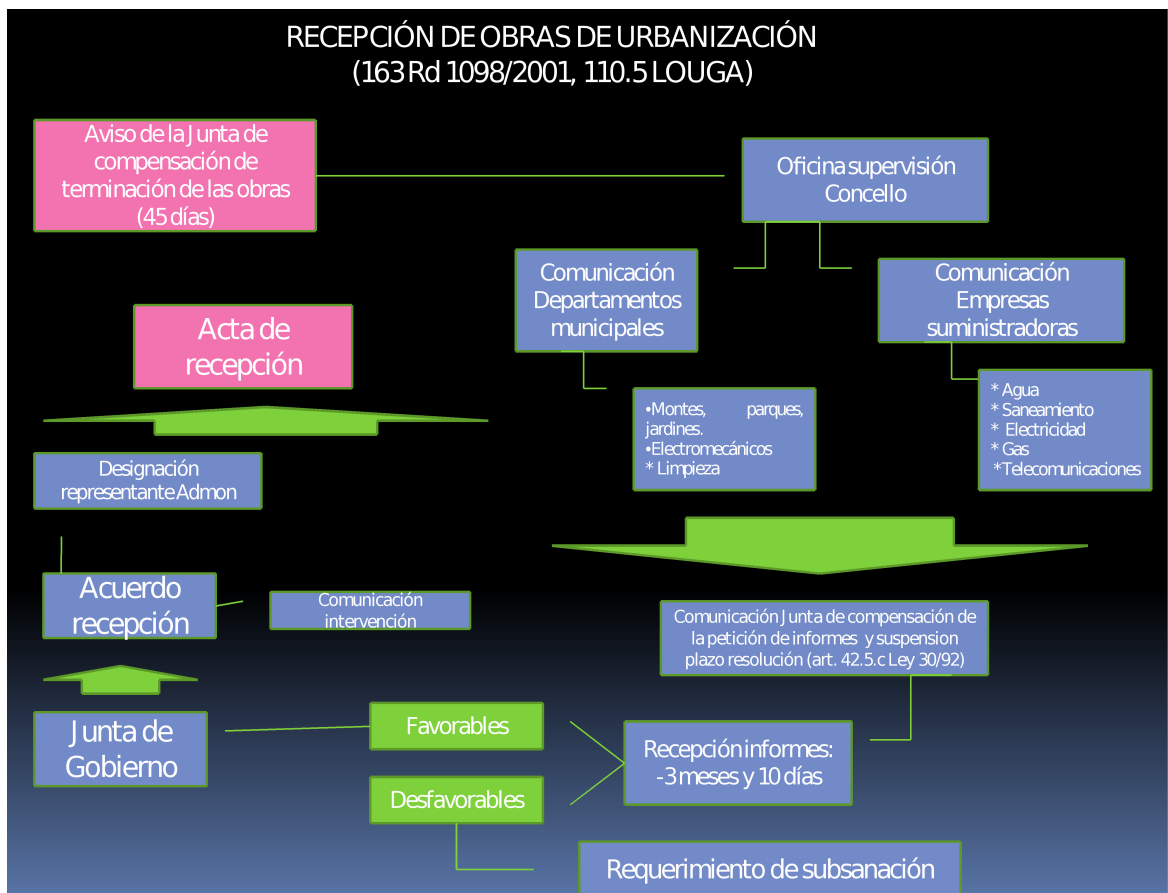 RECEPCIÓN DE OBRAS DE URBANIZACIÓN
(163 Rd 1098/2001, 110.5 LOUGA)
Aviso de la Junta de
compensación de
terminación de las obras
(45 días)
Oficina supervisión
Concello
Comunicación
Departamentos
municipales
Comunicación
Empresas
suministradoras
Acta de
recepción
•Montes, parques,
jardines.
•Electromecánicos
* Limpieza
* Agua
* Saneamiento
* Electricidad
* Gas
*Telecomunicaciones
Designación
representante Admon
Acuerdo
recepción
Comunicación
intervención
Comunicación Junta de compensación de
la petición de informes y suspension
plazo resolución (art. 42.5.c Ley 30/92)
Junta de
Gobierno
Favorables
Recepción informes:
-3 meses y 10 días
Desfavorables
Requerimiento de subsanación